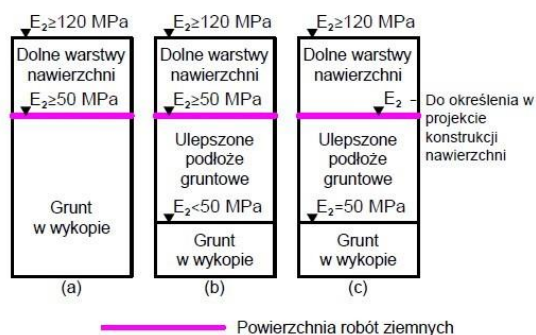 E₂≥120 MPa E₂≥120 MPa E₂≥120 MPa
Dolne warstwy
nawierzchni
E₂≥50 MPa
Grunt
w wykopie
(a)
Dolne warstwy
nawierzchni
E₂≥50 MPa
Ulepszone
podłoże
gruntowe
E₂<50 MPa
Grunt
w wykopie
(b)
Dolne warstwy
nawierzchni
E₂ - Do określenia w
projekcie
konstrukcji
nawierzchni
Ulepszone
podłoże
gruntowe
E₂=50 MPa
Grunt
w wykopie
(c)
Powierzchnia robót ziemnych